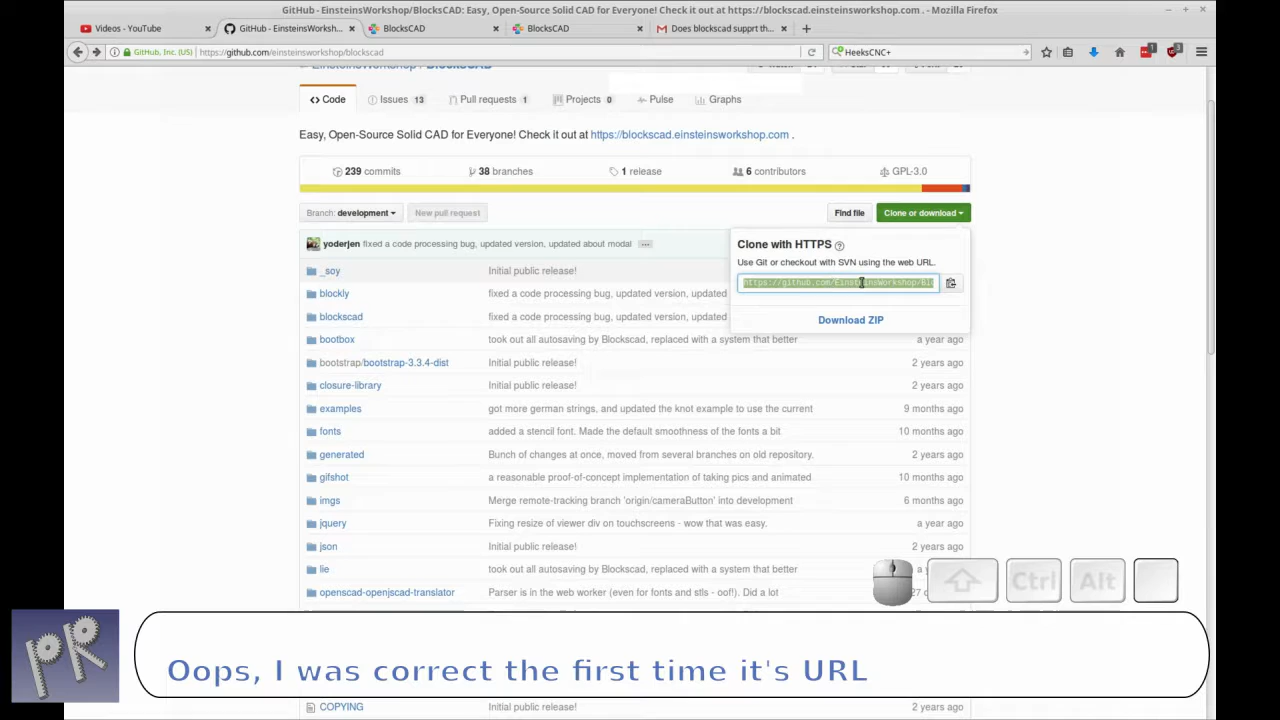 GitHub - EinsteinsWorkshop/BlocksCAD: Easy, Open-Source Solid CAD for Everyone! Check it out at https://blockscad.einsteinsworkshop.com . - Mozilla Firefox
Videos - YouTube × GitHub - EinsteinsWorksh... × BlocksCAD × BlocksCAD × Does blockscad supprt th... × +
GitHub, Inc. (US) https://github.com/einsteinsworkshop/blockscad HeeksCNC+ 1 3
EinsteinsWorkshop / BlocksCAD
Code Issues 13 Pull requests 1 Projects 0 Pulse Graphs
Easy, Open-Source Solid CAD for Everyone! Check it out at https://blockscad.einsteinsworkshop.com .
239 commits 38 branches 1 release 6 contributors GPL-3.0
Branch: development New pull request Find file Clone or download
yoderjen fixed a code processing bug, updated version, updated about modal ...
Clone with HTTPS ?
Use Git or checkout with SVN using the web URL.
https://github.com/EinsteinsWorkshop/Blo
Download ZIP
_soy Initial public release!
blockly fixed a code processing bug, updated version, updated
blockscad fixed a code processing bug, updated version, updated
bootbox took out all autosaving by Blockscad, replaced with a system that better a year ago
bootstrap/bootstrap-3.3.4-dist Initial public release! 2 years ago
closure-library Initial public release! 2 years ago
examples got more german strings, and updated the knot example to use the current 9 months ago
fonts added a stencil font. Made the default smoothness of the fonts a bit 10 months ago
generated Bunch of changes at once, moved from several branches on old repository. 2 years ago
gifshot a reasonable proof-of-concept implementation of taking pics and animated 10 months ago
imgs Merge remote-tracking branch 'origin/cameraButton' into development 6 months ago
jquery Fixing resize of viewer div on touchscreens - wow that was easy. a year ago
json Initial public release! 2 years ago
lie took out all autosaving by Blockscad, replaced with a system that better
openscad-openjscad-translator Parser is in the web worker (even for fonts and stls - oof!). Did a lot 27 d
Ctrl Alt
PR
Oops, I was correct the first time it's URL
COPYING Initial public release! 2 years ago